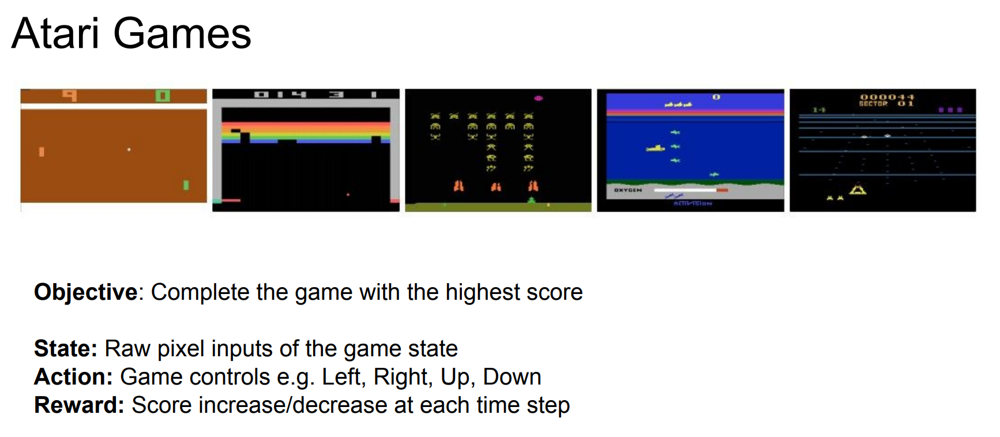 Atari Games
9 0
014 3 1
0
000044
SECTOR 01
14
OXYGEN
ACTIVISION
Objective: Complete the game with the highest score
State: Raw pixel inputs of the game state
Action: Game controls e.g. Left, Right, Up, Down
Reward: Score increase/decrease at each time step